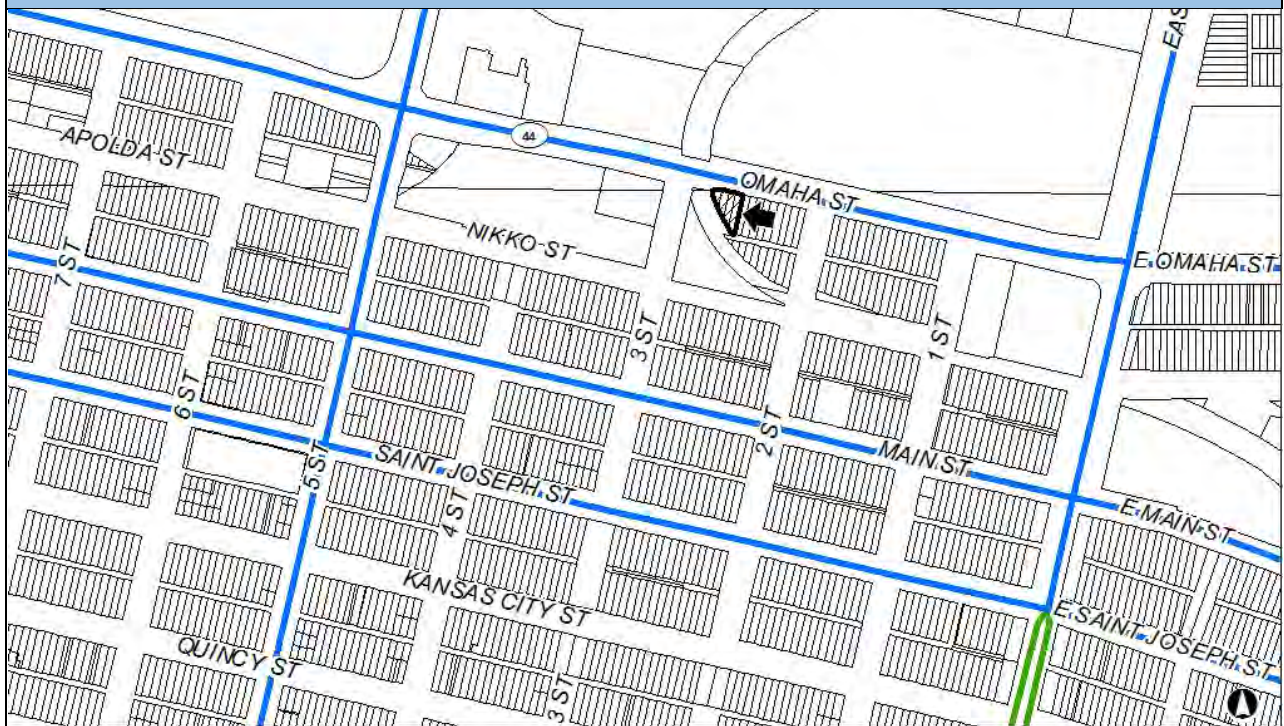 EAS
44
APOLDA ST
OMAHA ST
NIKKO ST
E OMAHA ST
7 ST
3 ST
1 ST
6 ST
2 ST
MAIN ST
SAINT JOSEPH ST
5 ST
4 ST
E MAIN ST
KANSAS CITY ST
E SAINT JOSEPH ST
QUINCY ST
3 ST